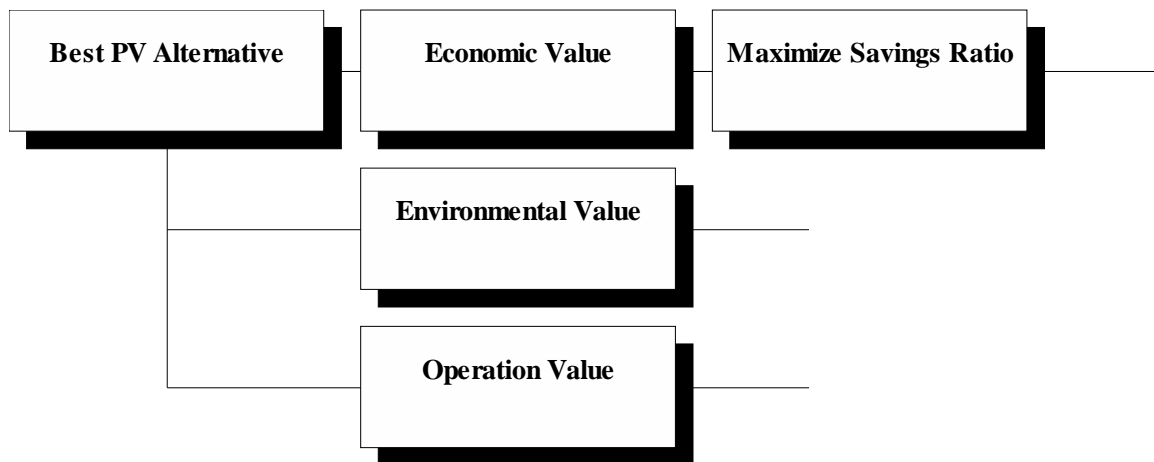 Best PV Alternative
Economic Value
Maximize Savings Ratio
Environmental Value
Operation Value